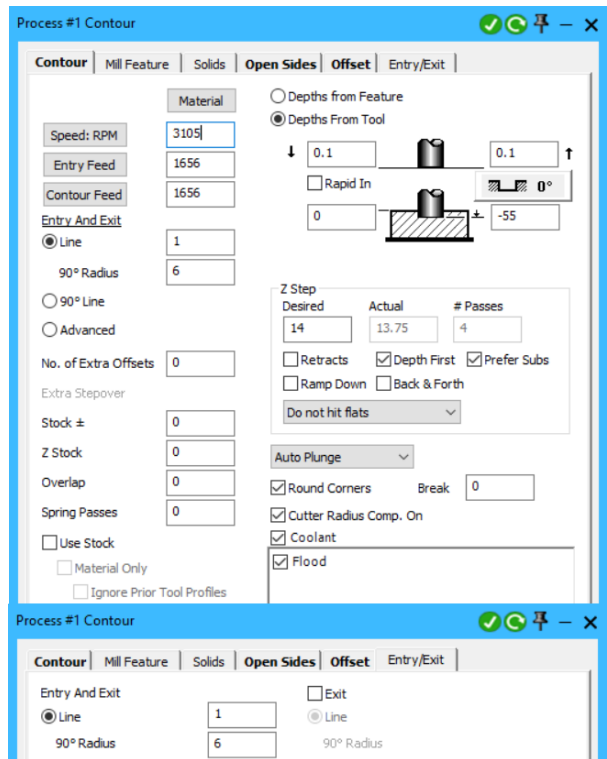 Process #1 Contour
Contour Mill Feature Solids Open Sides Offset Entry/Exit
Material
Speed: RPM 3105
Entry Feed 1656
Contour Feed 1656
Entry And Exit
Line 1
90° Radius 6
90° Line
Advanced
No. of Extra Offsets 0
Extra Stepover
Stock ± 0
Z Stock 0
Overlap 0
Spring Passes 0
Use Stock
Material Only
Ignore Prior Tool Profiles
Depths from Feature
Depths From Tool
0.1 0.1
Rapid In
0°
0 -55
Z Step
Desired Actual # Passes
14 13.75 4
Retracts Depth First Prefer Subs
Ramp Down Back & Forth
Do not hit flats
Auto Plunge
Round Corners Break 0
Cutter Radius Comp. On
Coolant
Flood
Process #1 Contour
Contour Mill Feature Solids Open Sides Offset Entry/Exit
Entry And Exit
Line 1
90° Radius 6
Exit
Line
90° Radius